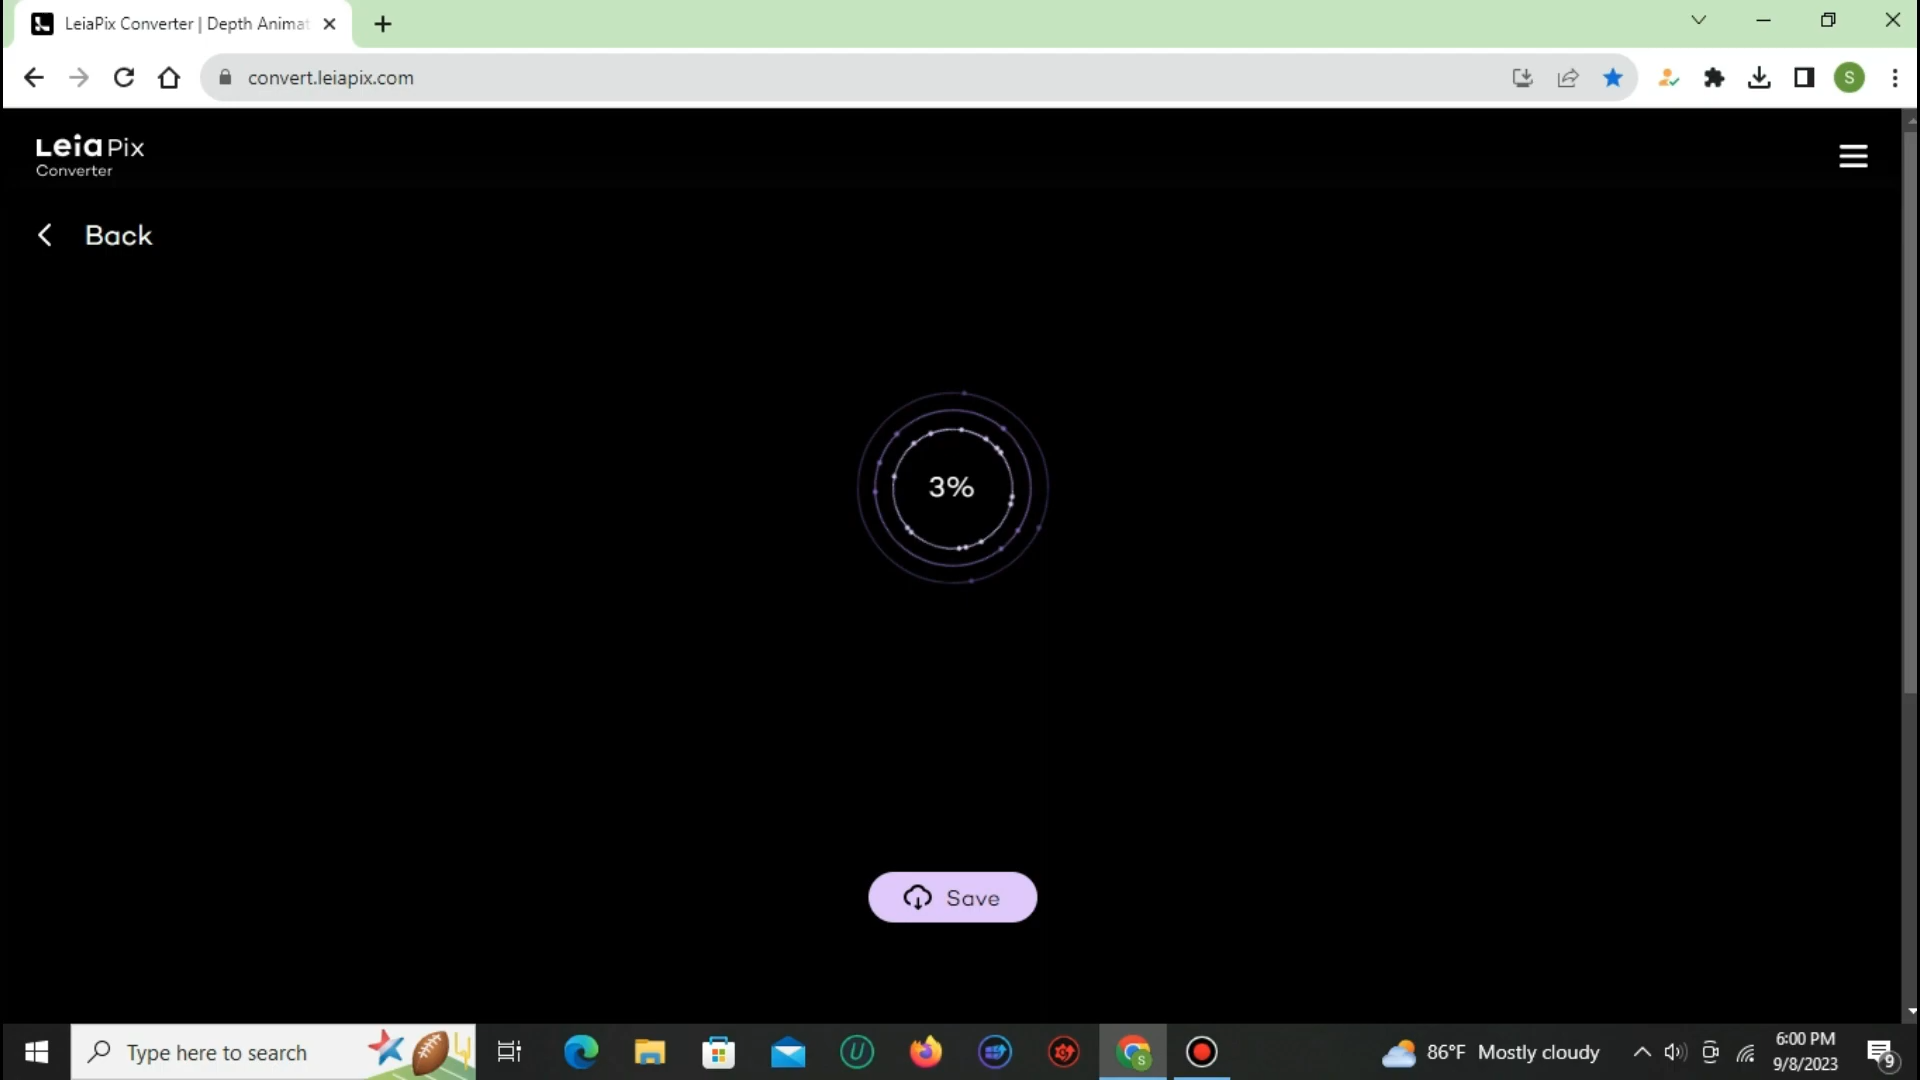 LeiaPix Converter | Depth Animat
convert.leiapix.com
S
Leia Pix
Converter
Back
3%
Save
Type here to search
U
S
86°F Mostly cloudy
6:00 PM
9/8/2023
9